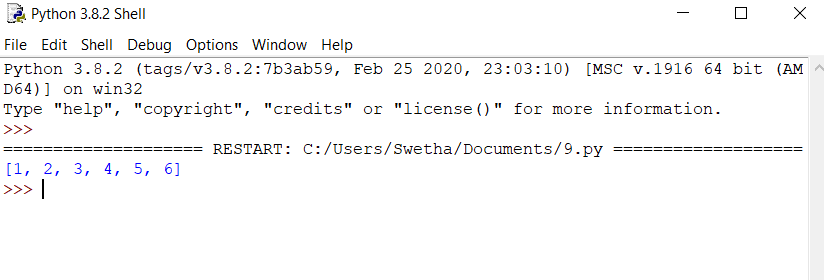 Python 3.8.2 Shell
File Edit Shell Debug Options Window Help
Python 3.8.2 (tags/v3.8.2:7b3ab59, Feb 25 2020, 23:03:10) [MSC v.1916 64 bit (AM
D64)] on win32
Type "help", "copyright", "credits" or "license()" for more information.
>>>
==================== RESTART: C:/Users/Swetha/Documents/9.py ===================
[1, 2, 3, 4, 5, 6]
>>>